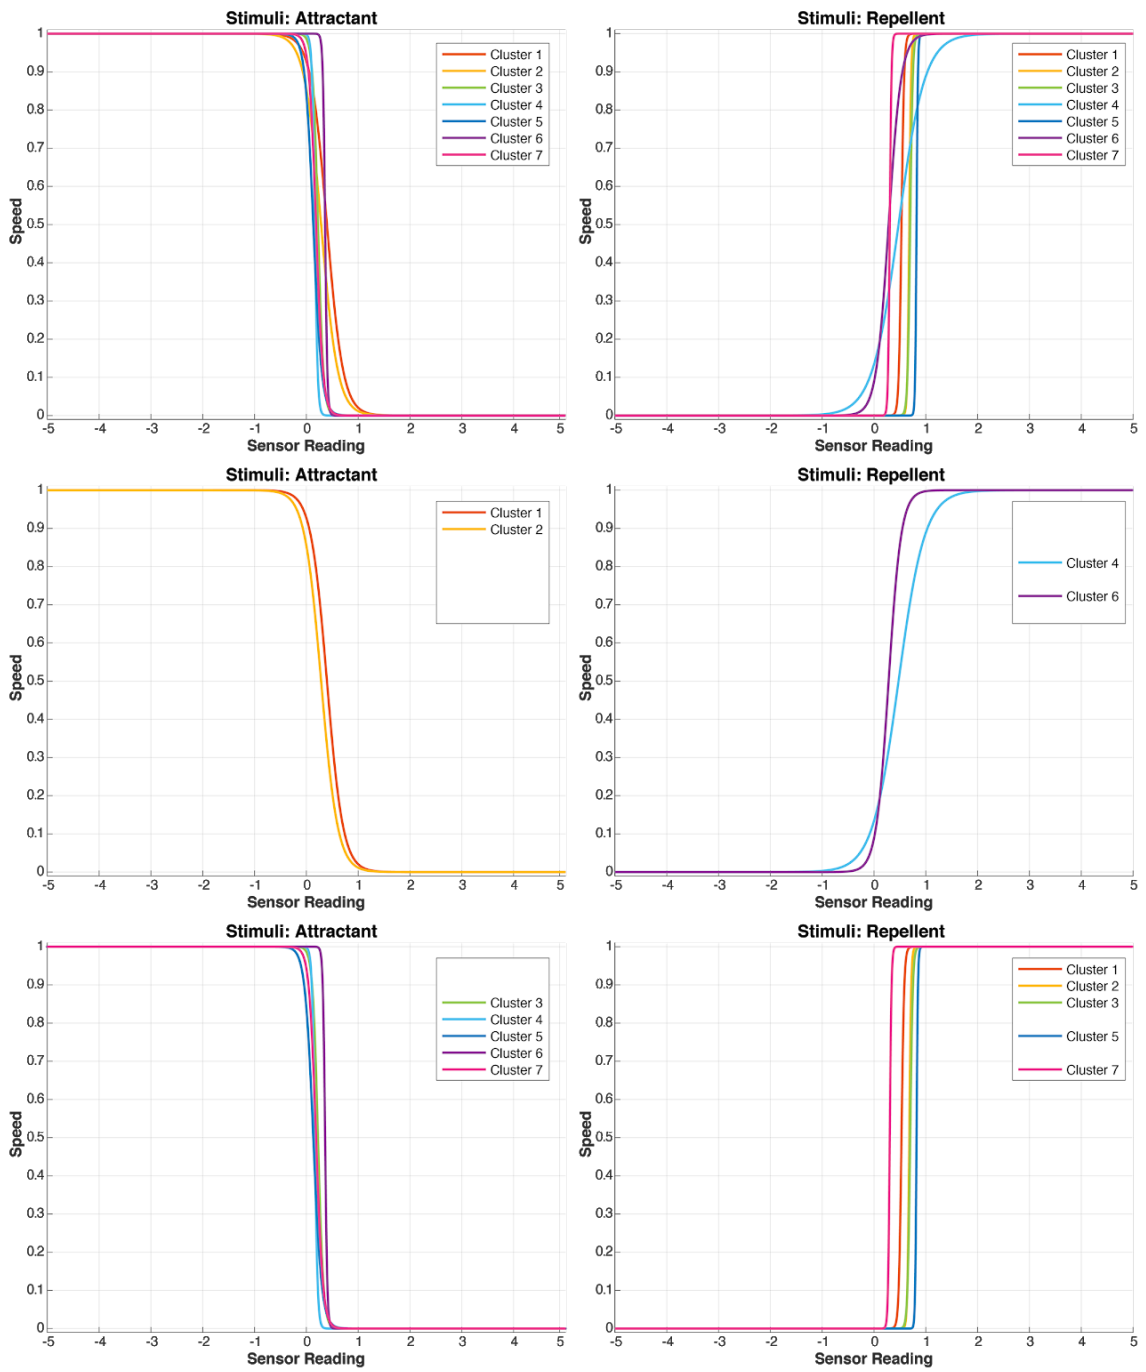 Stimuli: Attractant
1
0.9
0.8
0.7
0.6
0.5
0.4
0.3
0.2
0.1
0
Speed
-5 -4 -3 -2 -1 0 1 2 3 4 5
Sensor Reading
Cluster 1
Cluster 2
Cluster 3
Cluster 4
Cluster 5
Cluster 6
Cluster 7
Stimuli: Repellent
1
0.9
0.8
0.7
0.6
0.5
0.4
0.3
0.2
0.1
0
Speed
-5 -4 -3 -2 -1 0 1 2 3 4 5
Sensor Reading
Cluster 1
Cluster 2
Cluster 3
Cluster 4
Cluster 5
Cluster 6
Cluster 7
Stimuli: Attractant
1
0.9
0.8
0.7
0.6
0.5
0.4
0.3
0.2
0.1
0
Speed
-5 -4 -3 -2 -1 0 1 2 3 4 5
Sensor Reading
Cluster 1
Cluster 2
Stimuli: Repellent
1
0.9
0.8
0.7
0.6
0.5
0.4
0.3
0.2
0.1
0
Speed
-5 -4 -3 -2 -1 0 1 2 3 4 5
Sensor Reading
Cluster 4
Cluster 6
Stimuli: Attractant
1
0.9
0.8
0.7
0.6
0.5
0.4
0.3
0.2
0.1
0
Speed
-5 -4 -3 -2 -1 0 1 2 3 4 5
Sensor Reading
Cluster 3
Cluster 4
Cluster 5
Cluster 6
Cluster 7
Stimuli: Repellent
1
0.9
0.8
0.7
0.6
0.5
0.4
0.3
0.2
0.1
0
Speed
-5 -4 -3 -2 -1 0 1 2 3 4 5
Sensor Reading
Cluster 1
Cluster 2
Cluster 3
Cluster 5
Cluster 7